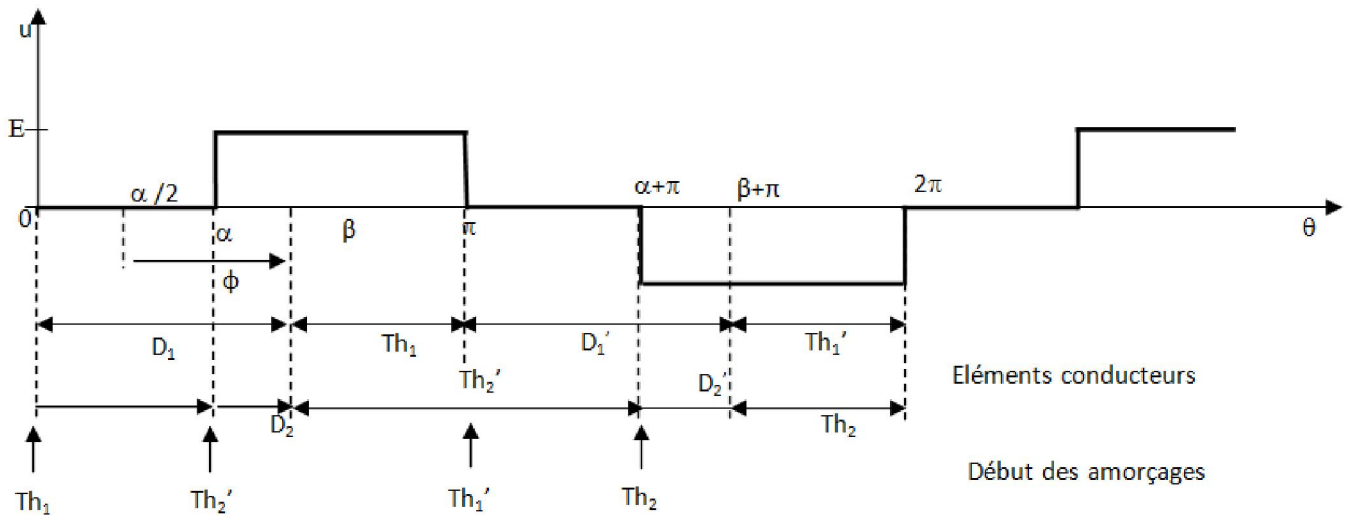 u
E
α /2 α+π β+π 2π
0 α β π θ
ϕ
D₁ Th₁ D₁’ Th₁’
Th₂’ D₂’ Eléments conducteurs
D₂ Th₂
Début des amorçages
Th₁ Th₂’ Th₁’ Th₂